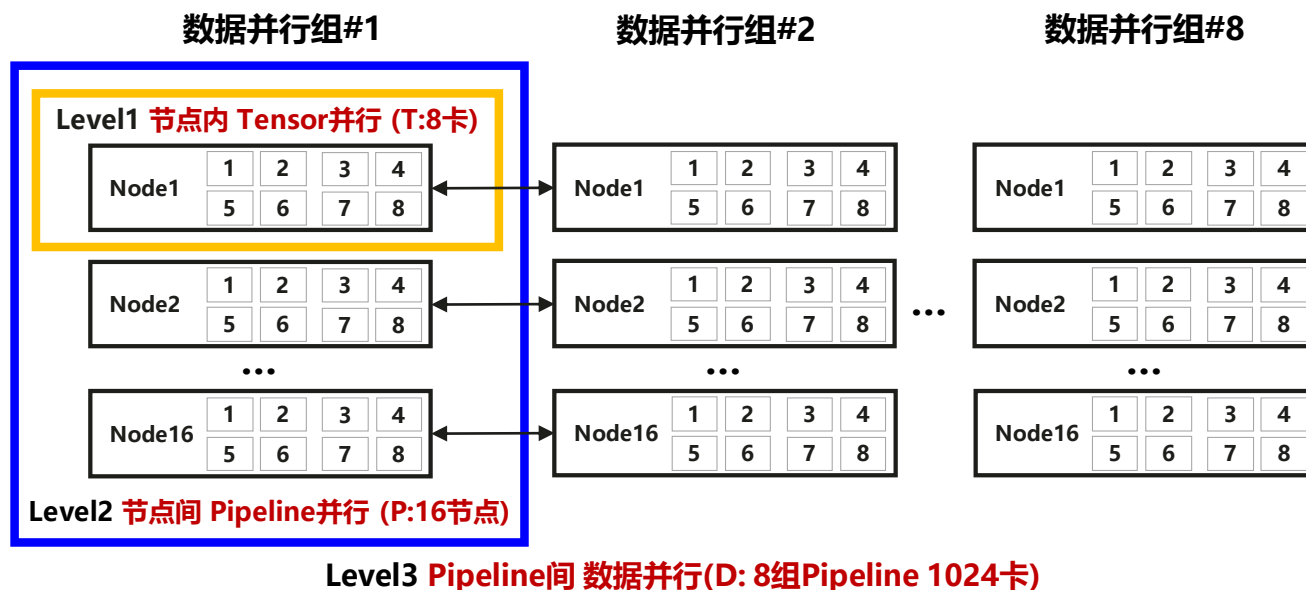 数据并行组#1 数据并行组#2 数据并行组#8
Level1 节点内 Tensor并行 (T:8卡)
1 2 3 4 1 2 3 4 1 2 3 4
Node1 Node1 Node1
5 6 7 8 5 6 7 8 5 6 7 8
1 2 3 4 1 2 3 4 1 2 3 4
Node2 Node2 ... Node2
5 6 7 8 5 6 7 8 5 6 7 8
... ... ...
1 2 3 4 1 2 3 4 1 2 3 4
Node16 Node16 Node16
5 6 7 8 5 6 7 8 5 6 7 8
Level2 节点间 Pipeline并行 (P:16节点)
Level3 Pipeline间 数据并行(D: 8组Pipeline 1024卡)